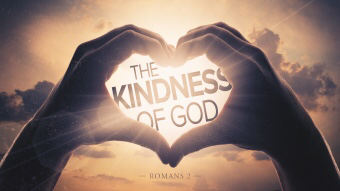 THE
KINDNESS
OF GOD
— ROMANS 2 —